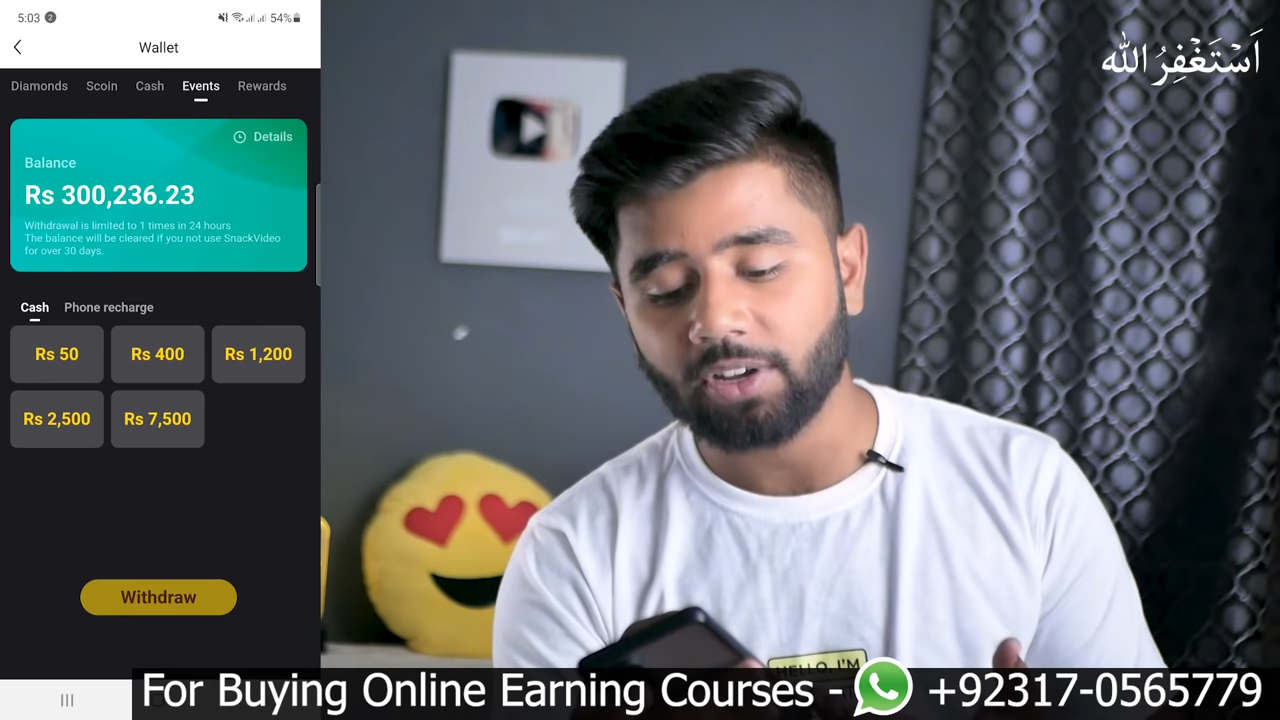 5:03 2 54%
Wallet
Diamonds Scoin Cash Events Rewards
Details
Balance
Rs 300,236.23
Withdrawal is limited to 1 times in 24 hours
The balance will be cleared if you not use SnackVideo
for over 30 days.
Cash Phone recharge
Rs 50 Rs 400 Rs 1,200
Rs 2,500 Rs 7,500
Withdraw
اَسْتَغْفِرُ اللّٰه
HELLO, I'M
For Buying Online Earning Courses - +92317-0565779